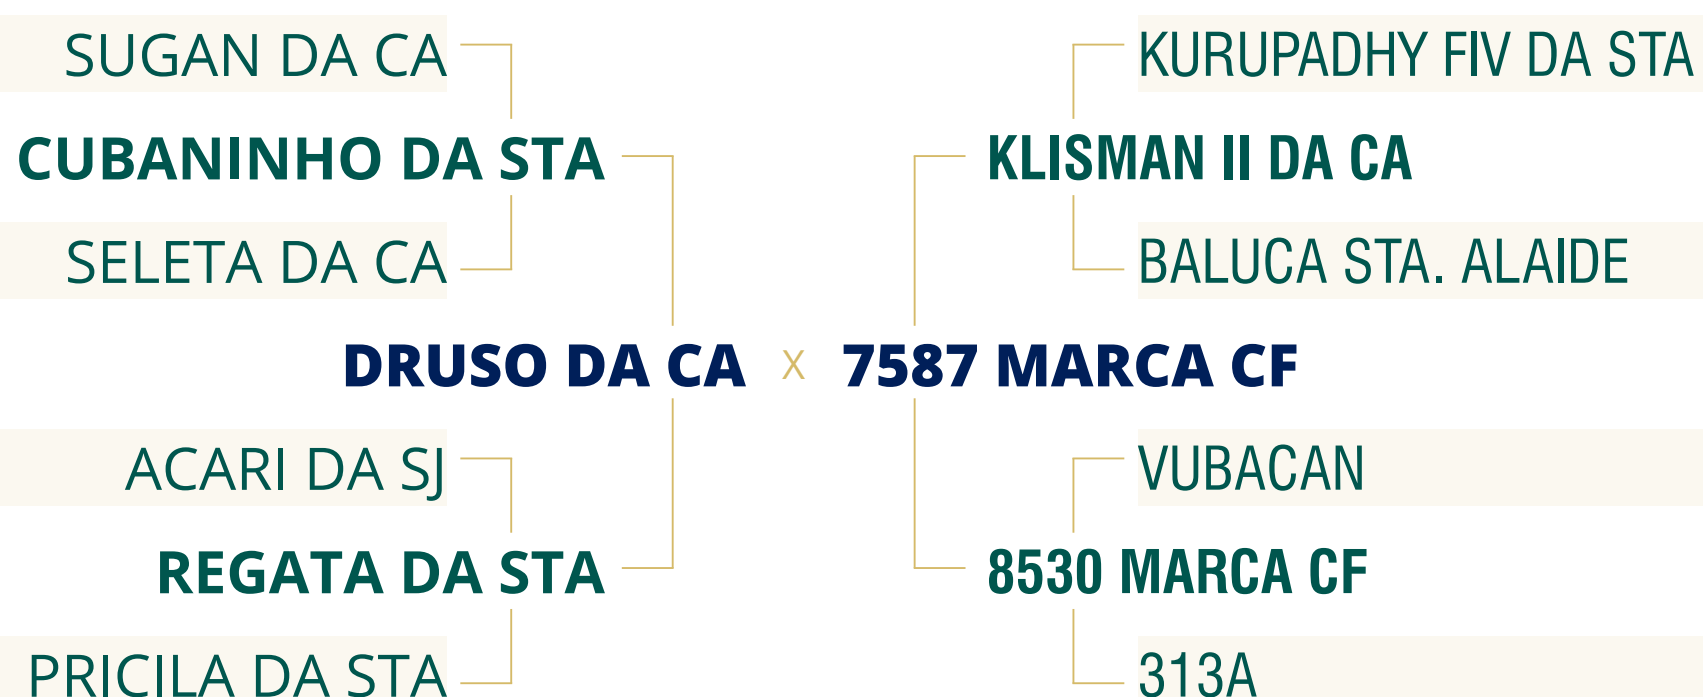 SUGAN DA CA
KURUPADHY FIV DA STA
CUBANINHO DA STA
KLISMAN II DA CA
SELETA DA CA
BALUCA STA. ALAIDE
DRUSO DA CA X 7587 MARCA CF
ACARI DA SJ
VUBACAN
REGATA DA STA
8530 MARCA CF
PRICILA DA STA
313A